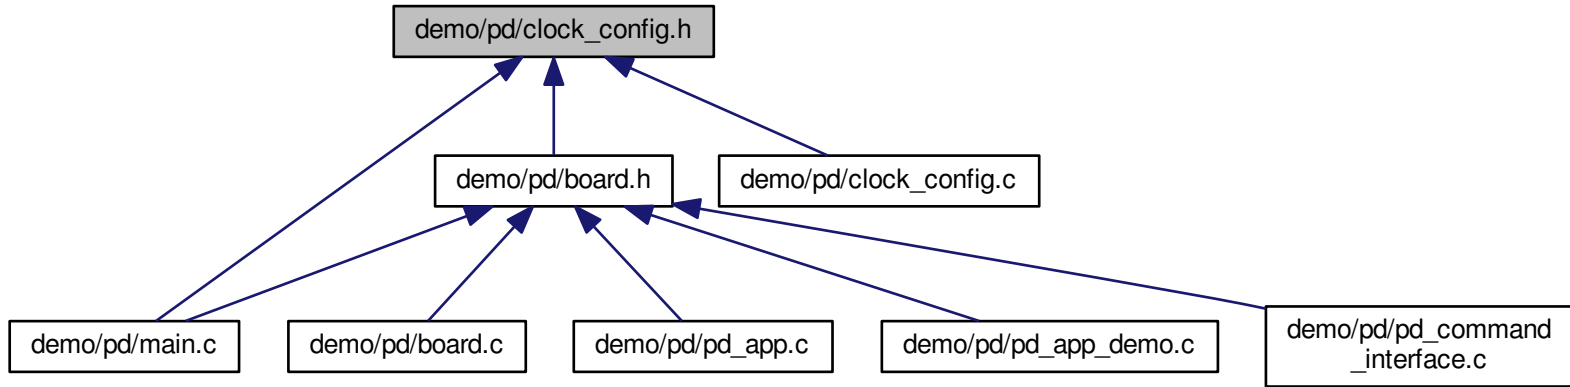 demo/pd/clock_config.h
demo/pd/board.h
demo/pd/clock_config.c
demo/pd/main.c
demo/pd/board.c
demo/pd/pd_app.c
demo/pd/pd_app_demo.c
demo/pd/pd_command
_interface.c